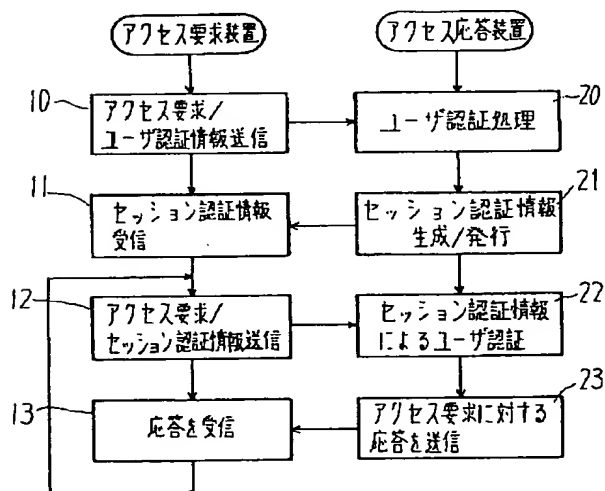 アクセス要求装置
アクセス応答装置
10
アクセス要求/
ユーザ認証情報送信
20
ユーザ認証処理
11
セッション認証情報
受信
21
セッション認証情報
生成/発行
12
アクセス要求/
セッション認証情報送信
22
セッション認証情報
によるユーザ認証
13
応答を受信
23
アクセス要求に対する
応答を送信